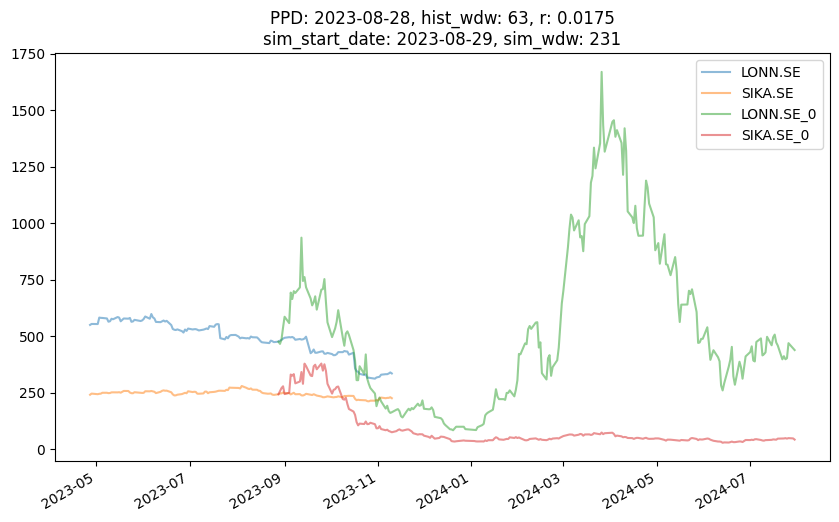 PPD: 2023-08-28, hist_wdw: 63, r: 0.0175
sim_start_date: 2023-08-29, sim_wdw: 231
1750
1500
1250
1000
750
500
250
0
LONN.SE
SIKA.SE
LONN.SE_0
SIKA.SE_0
2023-05
2023-07
2023-09
2023-11
2024-01
2024-03
2024-05
2024-07